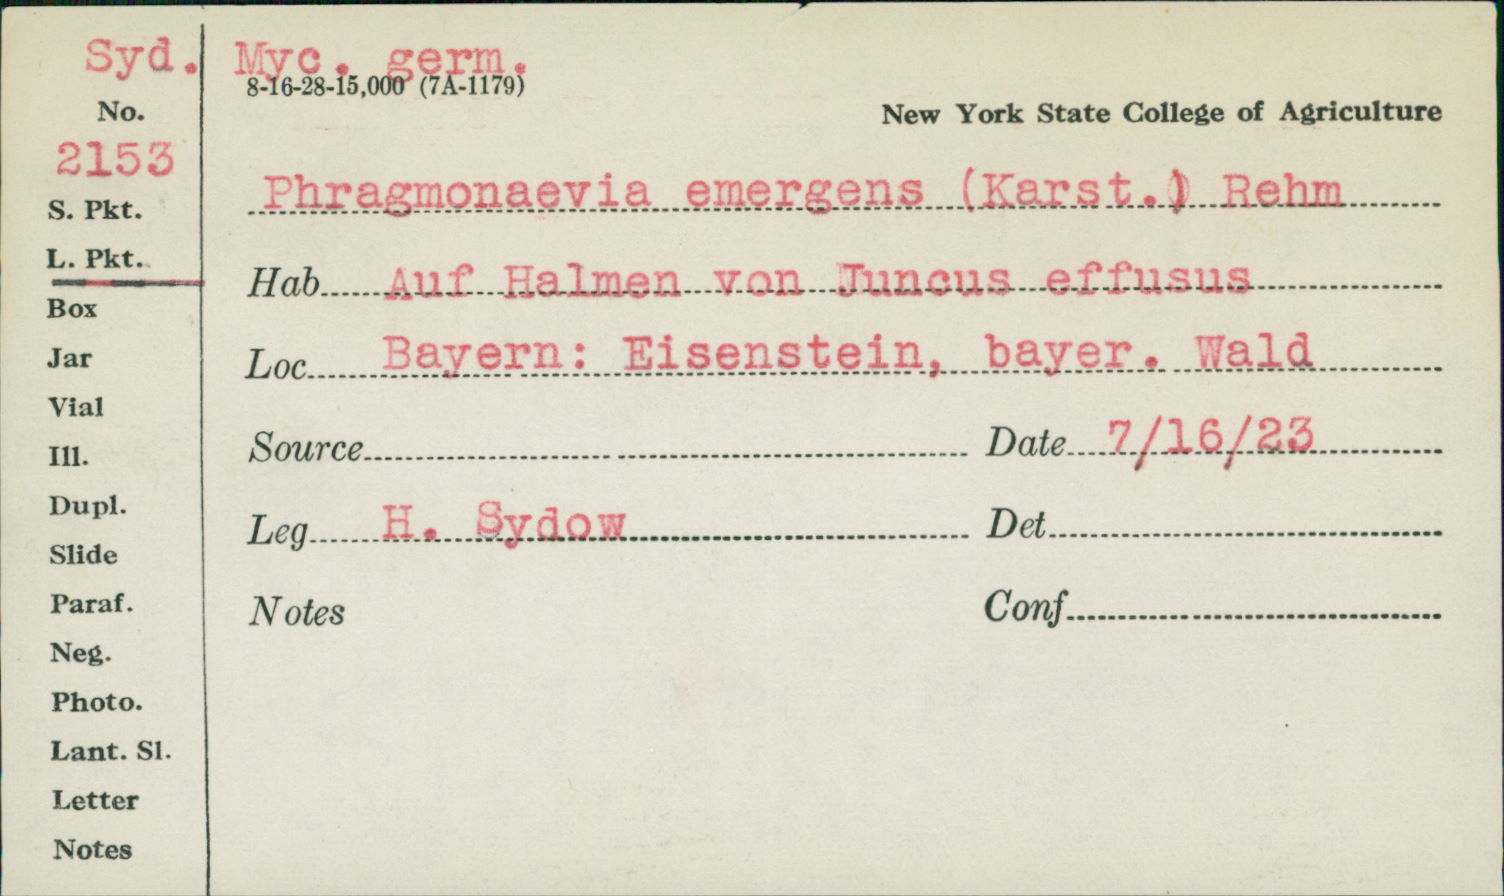 Syd. Myc. germ.
8-16-28-15,000 (7A-1179)
No.
New York State College of Agriculture
2153
Phragmonaevia emergens (Karst.) Rehm
S. Pkt.
L. Pkt.
Hab Auf Halmen von Juncus effusus
Box
Jar
Loc Bayern: Eisenstein, bayer. Wald
Vial
Source Date 7/16/23
Ill.
Dupl.
Leg H. Sydow Det
Slide
Paraf.
Notes Conf
Neg.
Photo.
Lant. Sl.
Letter
Notes